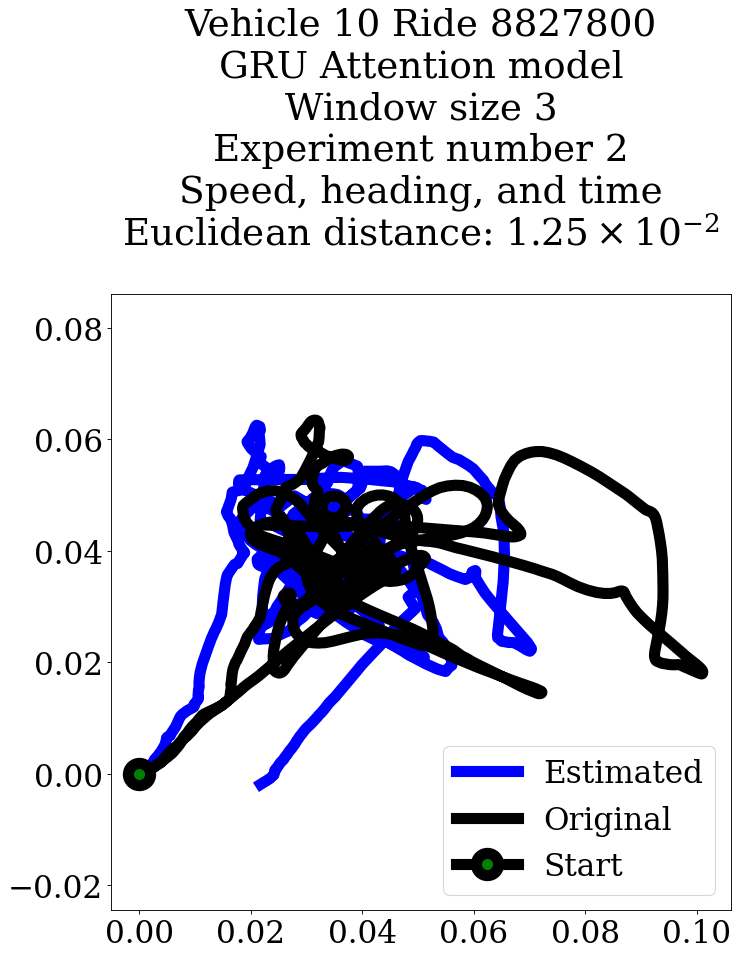 Vehicle 10 Ride 8827800
GRU Attention model
Window size 3
Experiment number 2
Speed, heading, and time
Euclidean distance: 1.25 × 10⁻²
0.08
0.06
0.04
0.02
0.00
−0.02
0.00 0.02 0.04 0.06 0.08 0.10
Estimated
Original
Start